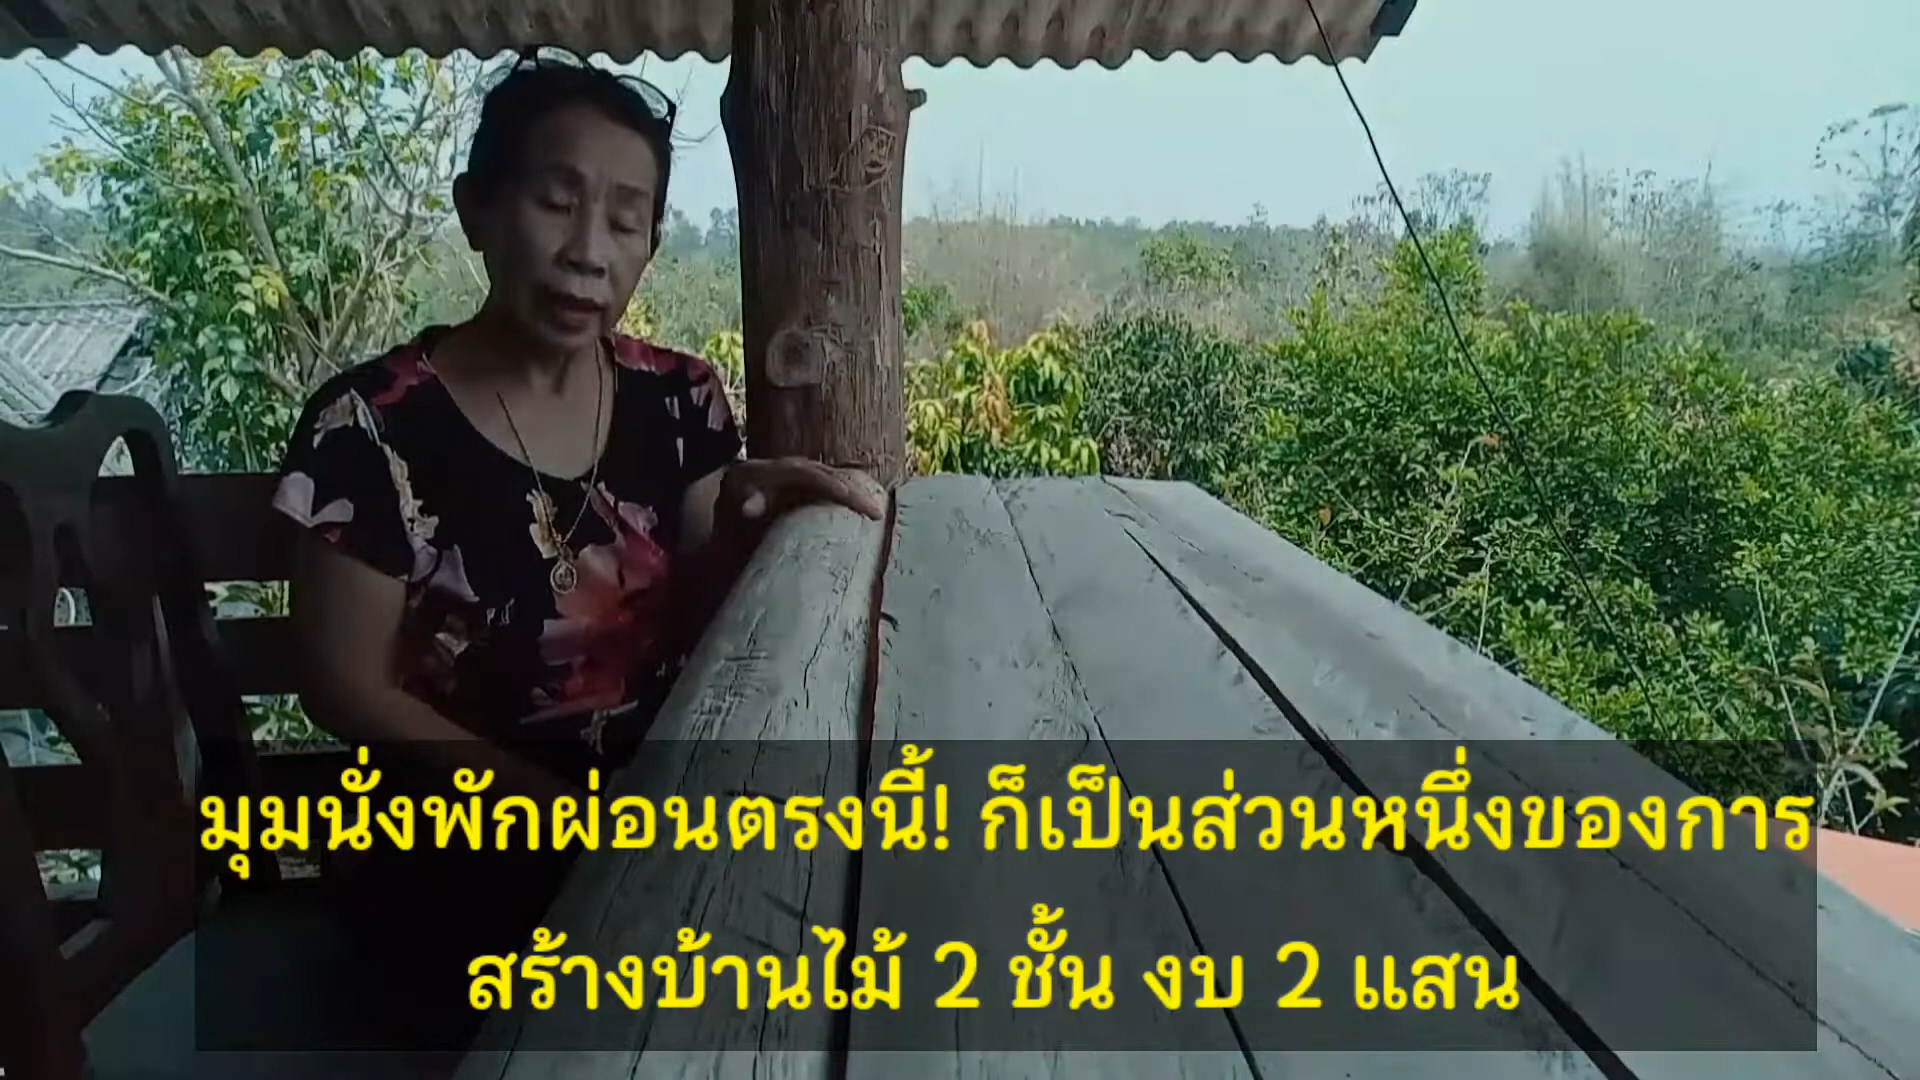 มุมนั่งพักผ่อนตรงนี้! ก็เป็นส่วนหนึ่งของการ
สร้างบ้านไม้ 2 ชั้น งบ 2 แสน